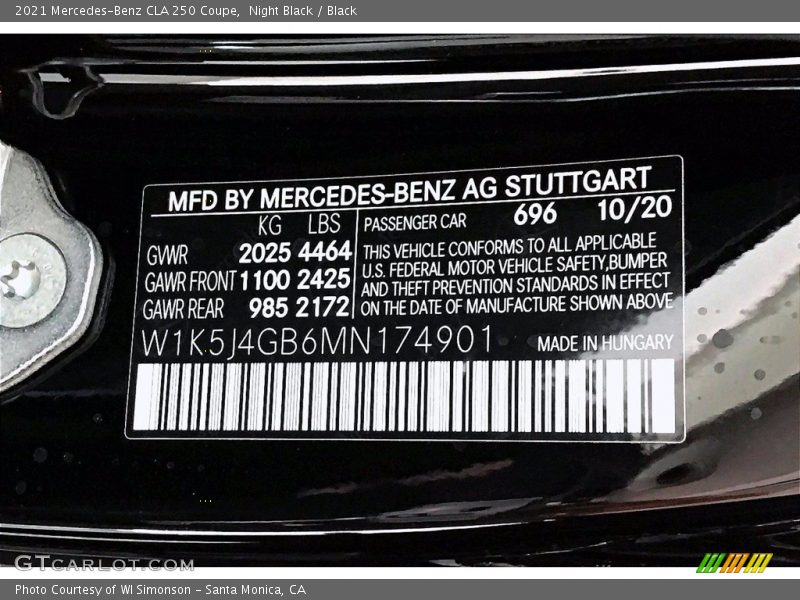 2021 Mercedes-Benz CLA 250 Coupe, Night Black / Black
MFD BY MERCEDES-BENZ AG STUTTGART
KG LBS PASSENGER CAR 696 10/20
GWR 2025 4464 THIS VEHICLE CONFORMS TO ALL APPLICABLE
GAWR FRONT 1100 2425 U.S. FEDERAL MOTOR VEHICLE SAFETY,BUMPER
AND THEFT PREVENTION STANDARDS IN EFFECT
GAWR REAR 985 2172 ON THE DATE OF MANUFACTURE SHOWN ABOVE
W1K5J4GB6MN174901 MADE IN HUNGARY
GTCARLOT.COM
Photo Courtesy of WI Simonson - Santa Monica, CA